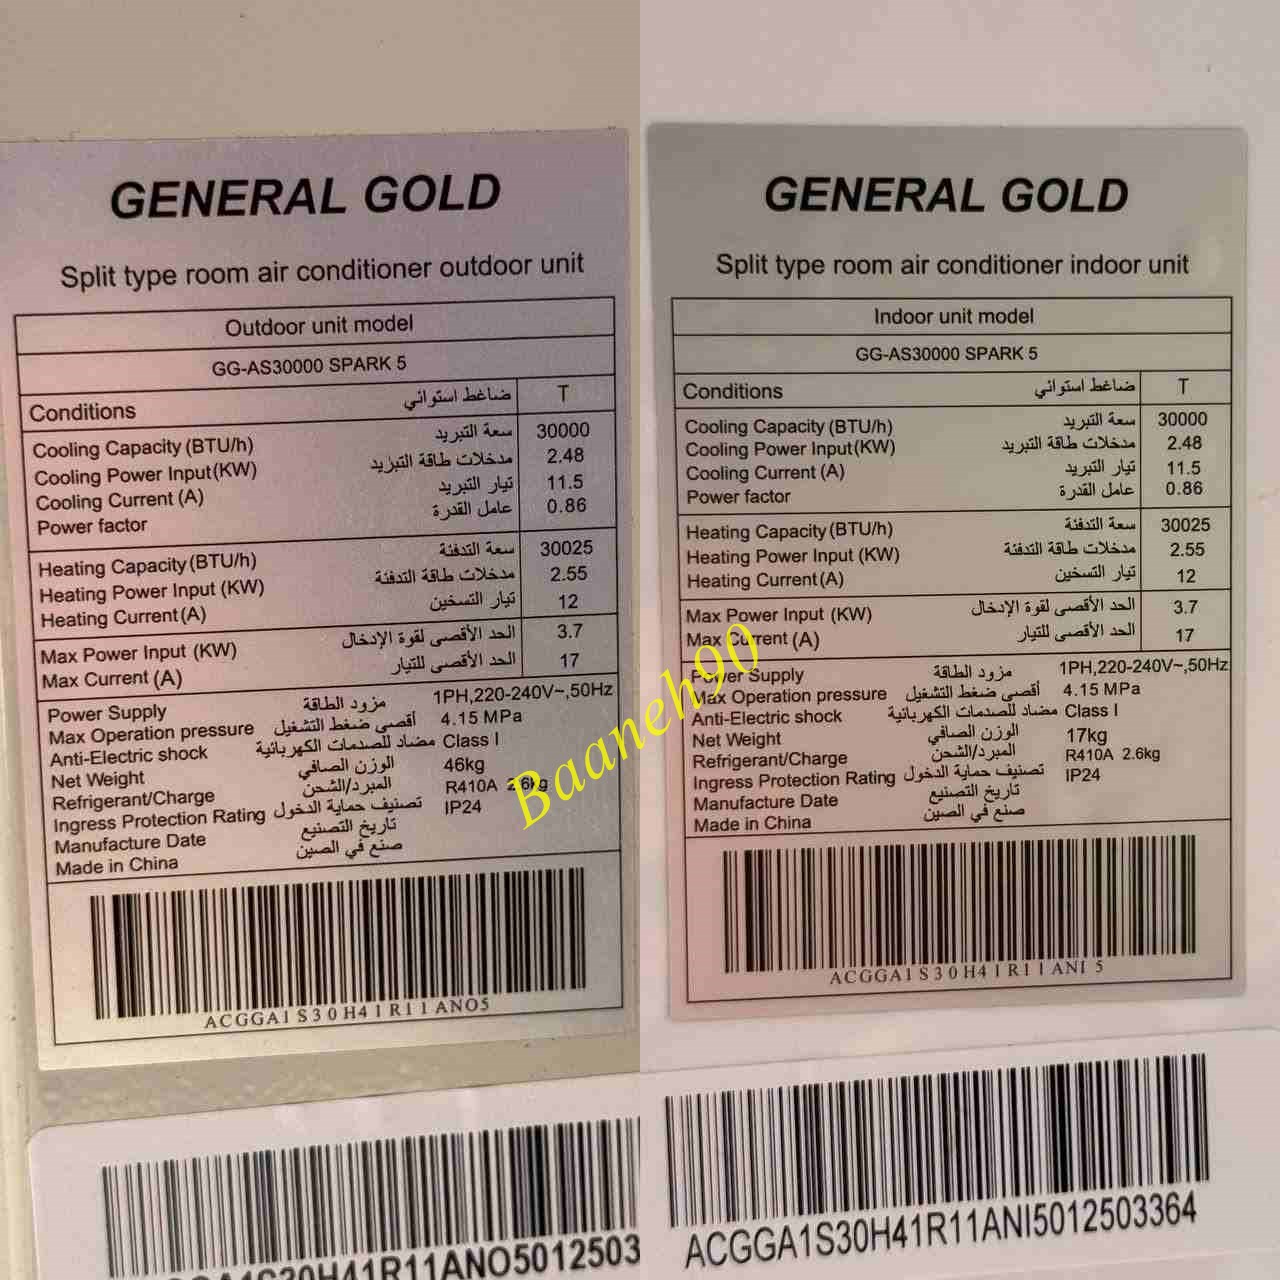 GENERAL GOLD
Split type room air conditioner outdoor unit
Outdoor unit model
GG-AS30000 SPARK 5
Conditions ضاغط استوائي T
Cooling Capacity (BTU/h) سعة التبريد 30000
Cooling Power Input(KW) مدخلات طاقة التبزيد 2.48
Cooling Current (A) تيار التبريد 11.5
Power factor عامل القدرة 0.86
Heating Capacity (BTU/h) سعة التدفئة 30025
Heating Power Input (KW) مدخلات طاقة التدفئة 2.55
Heating Current(A) تيار التسخين 12
Max Power Input (KW) الحد الأقصى لقوة الإدخال 3.7
Max Current (A) الحد الأقصى للتيار 17
Power Supply مزود الطاقة 1PH,220-240V~,50Hz
Max Operation pressure أقصى ضغط التشغيل 4.15 MPa
Anti-Electric shock مضاد للصدمات الكهربائية Class I
Net Weight الوزن الصافي 46kg
Refrigerant/Charge المبرد/الشحن R410A 2.6kg
Ingress Protection Rating تصنيف حماية الدخول IP24
Manufacture Date تاريخ التصنيع
Made in China صنع في الصين
ACGGA1S30H41R11ANO5
GENERAL GOLD
Split type room air conditioner indoor unit
Indoor unit model
GG-AS30000 SPARK 5
Conditions ضاغط استوائي T
Cooling Capacity (BTU/h) سعة التبريد 30000
Cooling Power Input(KW) مدخلات طاقة التبريد 2.48
Cooling Current (A) تيار التبريد 11.5
Power factor عامل القدرة 0.86
Heating Capacity (BTU/h) سعة التدفئة 30025
Heating Power Input (KW) مدخلات طاقة التدفئة 2.55
Heating Current(A) تيار التسخين 12
Max Power Input (KW) الحد الأقصى لقوة الإدخال 3.7
Max Current (A) الحد الأقصى للتيار 17
Power Supply مزود الطاقة 1PH,220-240V~,50Hz
Max Operation pressure أقصى ضغط التشغيل 4.15 MPa
Anti-Electric shock مضاد للصدمات الكهربائية Class I
Net Weight الوزن الصافي 17kg
Refrigerant/Charge المبرد/الشحن R410A 2.6kg
Ingress Protection Rating تصنيف حماية الدخول IP24
Manufacture Date تاريخ التصنيع
Made in China صنع في الصين
ACGGA1S30H41R11ANI 5
ACGGA1S30H41R11ANI5012503364
Baaneh90